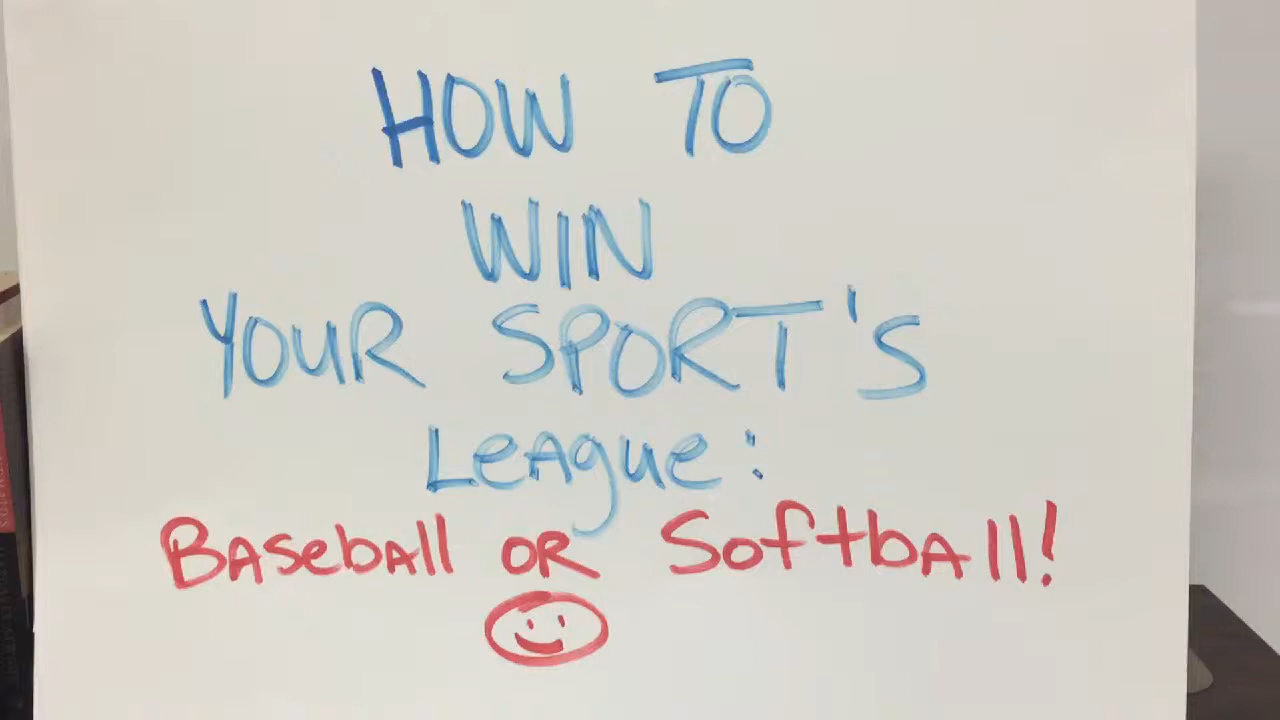 HOW TO
WIN
YOUR SPORT'S
LEAGUE:
BASEBALL OR SOFTBALL!